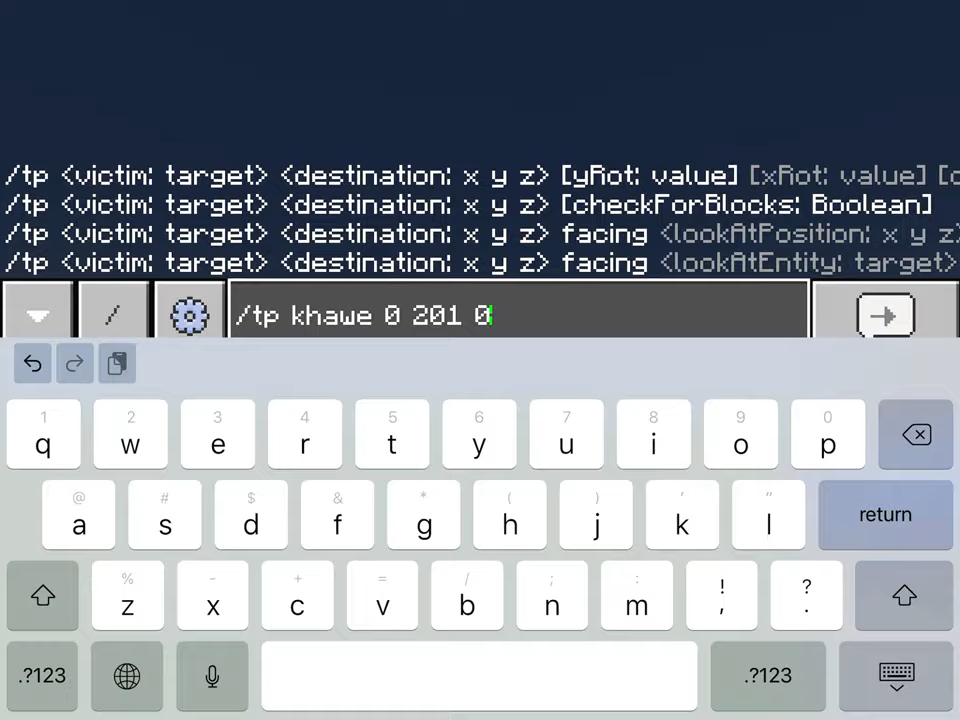 /tp <victim: target> <destination: x y z> [yRot: value] [xRot: value] [c
/tp <victim: target> <destination: x y z> [checkForBlocks: Boolean]
/tp <victim: target> <destination: x y z> facing <lookAtPosition: x y z>
/tp <victim: target> <destination: x y z> facing <lookAtEntity: target>
/ /tp khawe 0 201 0
1 2 3 4 5 6 7 8 9 0
q w e r t y u i o p
@ # $ & * ( ) ' "
a s d f g h j k l return
% - + = / ; : ! ?
z x c v b n m , .
.?123 .?123